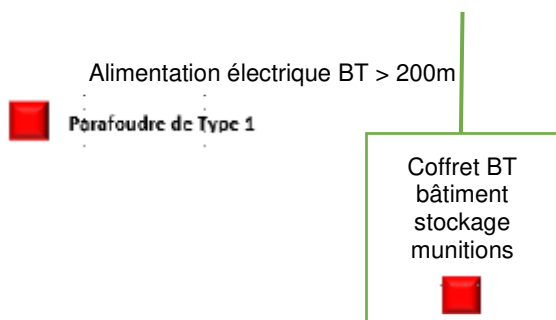 Alimentation électrique BT > 200m
Parafoudre de Type 1
Coffret BT
bâtiment
stockage
munitions